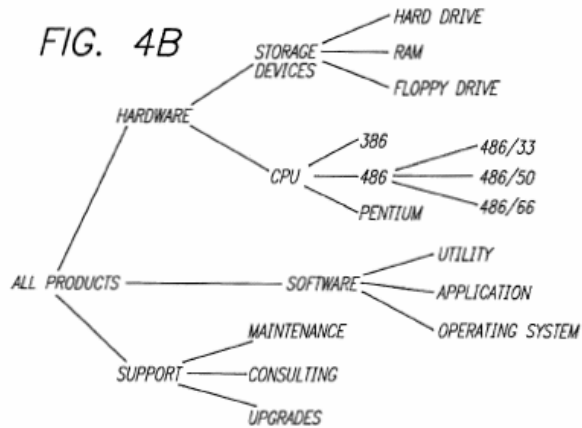 FIG. 4B
HARD DRIVE
STORAGE
DEVICES
RAM
FLOPPY DRIVE
HARDWARE
386
CPU
486
486/33
486/50
486/66
PENTIUM
ALL PRODUCTS
SOFTWARE
UTILITY
APPLICATION
OPERATING SYSTEM
MAINTENANCE
SUPPORT
CONSULTING
UPGRADES